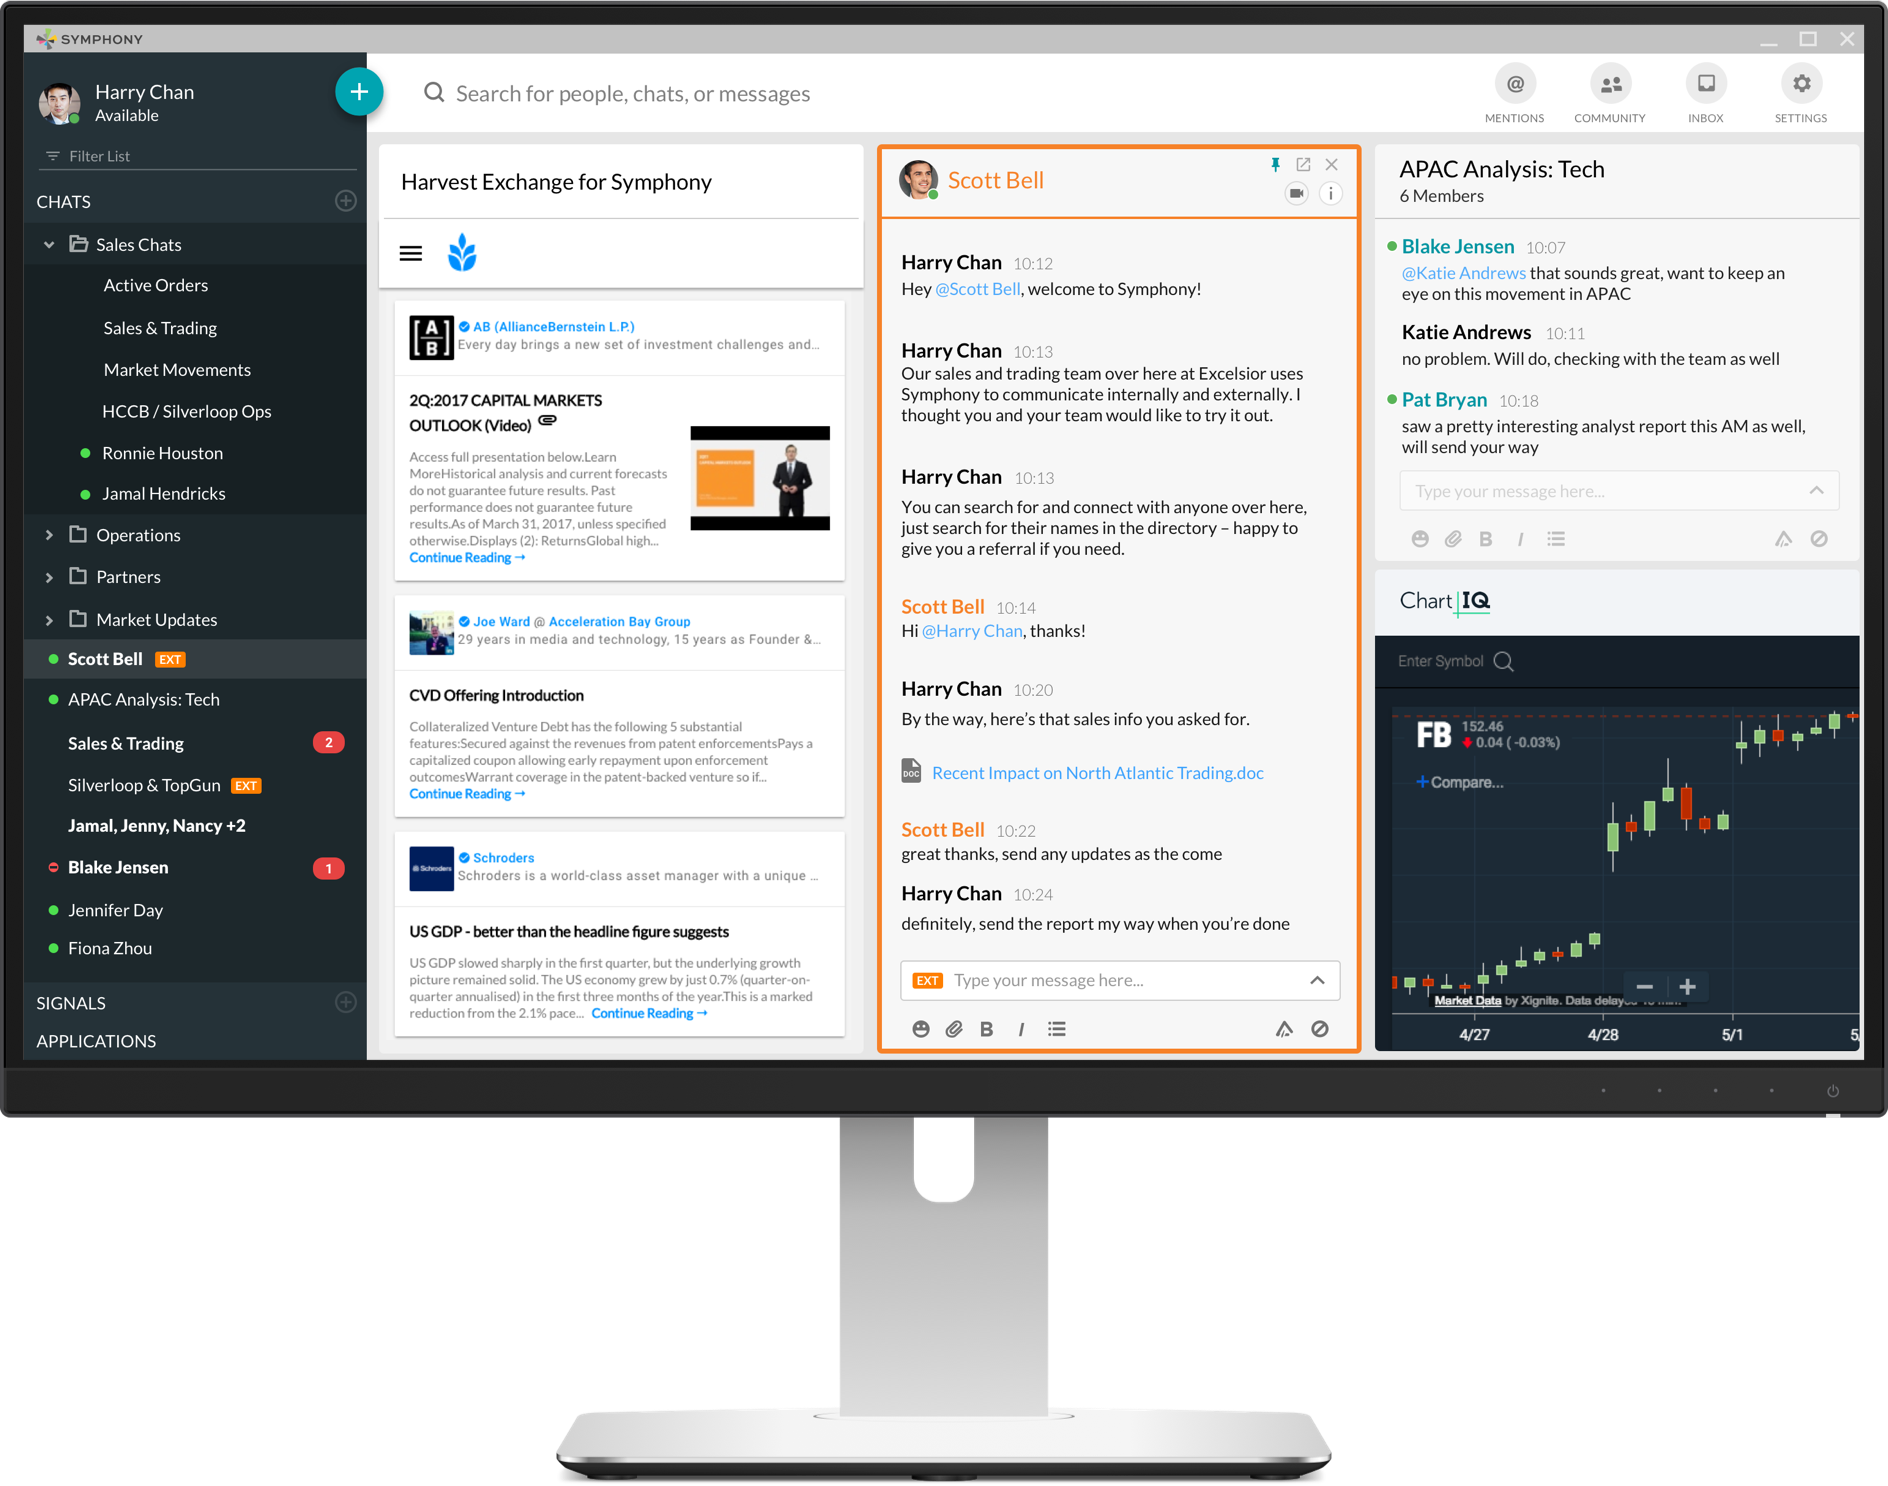 SYMPHONY
Harry Chan
Available
Filter List
CHATS
Sales Chats
Active Orders
Sales & Trading
Market Movements
HCCB / Silverloop Ops
Ronnie Houston
Jamal Hendricks
Operations
Partners
Market Updates
Scott Bell EXT
APAC Analysis: Tech
Sales & Trading 2
Silverloop & TopGun EXT
Jamal, Jenny, Nancy +2
Blake Jensen 1
Jennifer Day
Fiona Zhou
SIGNALS
APPLICATIONS
Search for people, chats, or messages
@
MENTIONS
COMMUNITY
INBOX
SETTINGS
Harvest Exchange for Symphony
[A
B]
AB (AllianceBernstein L.P.)
Every day brings a new set of investment challenges and...
2Q:2017 CAPITAL MARKETS
OUTLOOK (Video)
Access full presentation below.Learn
MoreHistorical analysis and current forecasts
do not guarantee future results. Past
performance does not guarantee future
results.As of March 31, 2017, unless specified
otherwise.Displays (2): ReturnsGlobal high...
Continue Reading →
Joe Ward @ Acceleration Bay Group
29 years in media and technology, 15 years as Founder &...
CVD Offering Introduction
Collateralized Venture Debt has the following 5 substantial
features:Secured against the revenues from patent enforcementsPays a
capitalized coupon allowing early repayment upon enforcement
outcomesWarrant coverage in the patent-backed venture so if...
Continue Reading →
Schroders
Schroders
Schroders is a world-class asset manager with a unique ...
US GDP - better than the headline figure suggests
US GDP slowed sharply in the first quarter, but the underlying growth
picture remained solid. The US economy grew by just 0.7% (quarter-on-
quarter annualised) in the first three months of the year.This is a marked
reduction from the 2.1% pace... Continue Reading →
Scott Bell
Harry Chan 10:12
Hey @Scott Bell, welcome to Symphony!
Harry Chan 10:13
Our sales and trading team over here at Excelsior uses
Symphony to communicate internally and externally. I
thought you and your team would like to try it out.
Harry Chan 10:13
You can search for and connect with anyone over here,
just search for their names in the directory – happy to
give you a referral if you need.
Scott Bell 10:14
Hi @Harry Chan, thanks!
Harry Chan 10:20
By the way, here's that sales info you asked for.
DOC Recent Impact on North Atlantic Trading.doc
Scott Bell 10:22
great thanks, send any updates as the come
Harry Chan 10:24
definitely, send the report my way when you're done
EXT Type your message here...
B I
APAC Analysis: Tech
6 Members
Blake Jensen 10:07
@Katie Andrews that sounds great, want to keep an
eye on this movement in APAC
Katie Andrews 10:11
no problem. Will do, checking with the team as well
Pat Bryan 10:18
saw a pretty interesting analyst report this AM as well,
will send your way
Type your message here...
B I
Chart IQ
Enter Symbol
FB 152.46
0.04 ( -0.03%)
+Compare...
Market Data by Xignite. Data delayed
4/27 4/28 5/1